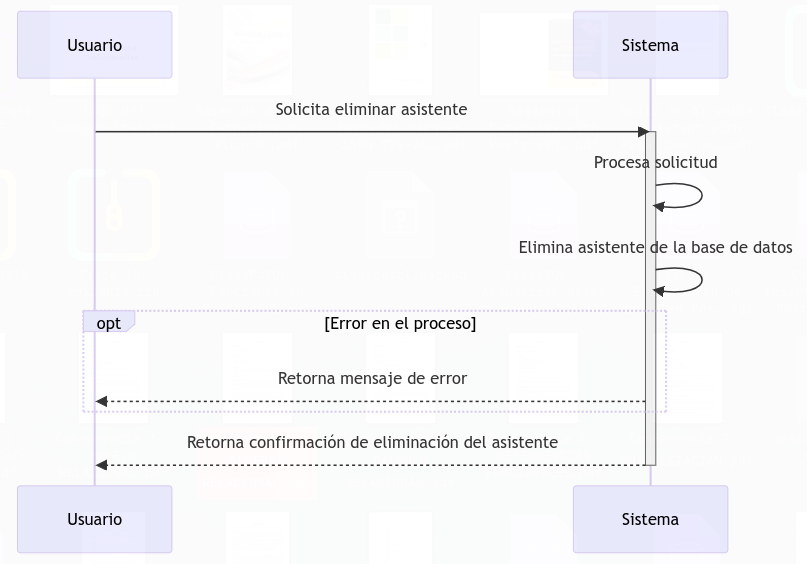 Usuario
Sistema
Solicita eliminar asistente
Procesa solicitud
Elimina asistente de la base de datos
opt
[Error en el proceso]
Retorna mensaje de error
Retorna confirmación de eliminación del asistente
Usuario
Sistema